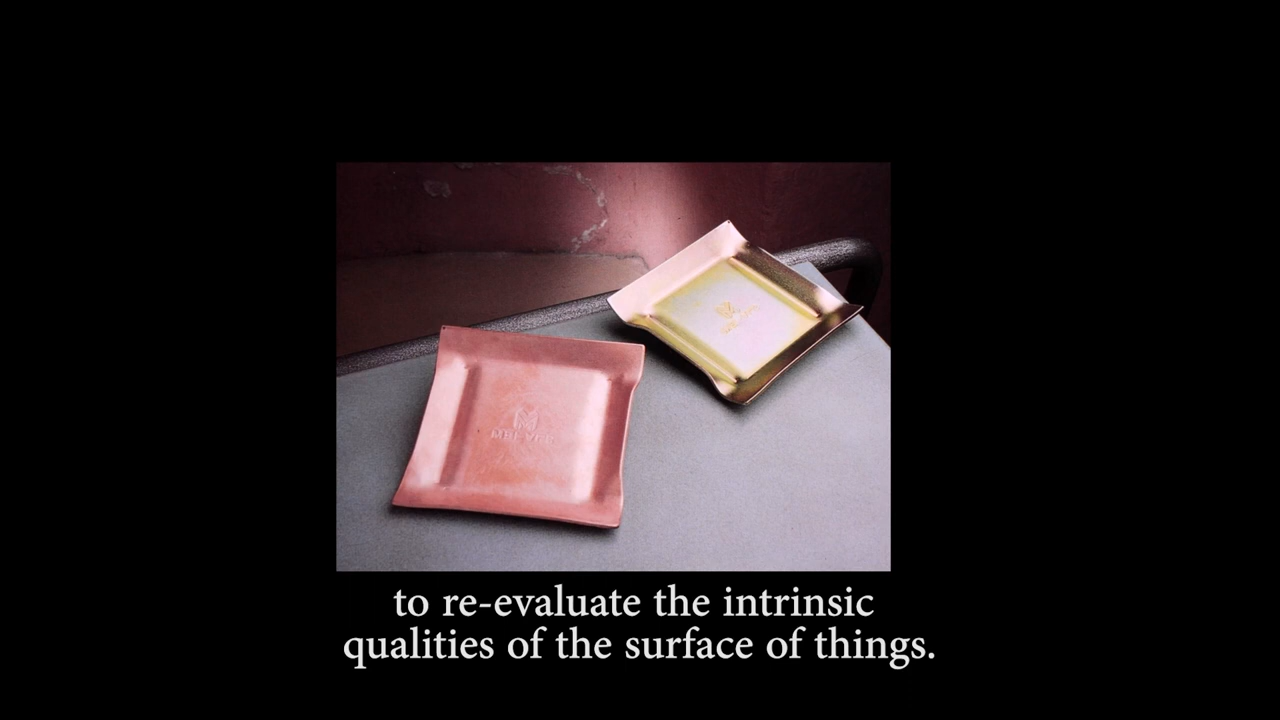 to re-evaluate the intrinsic
qualities of the surface of things.